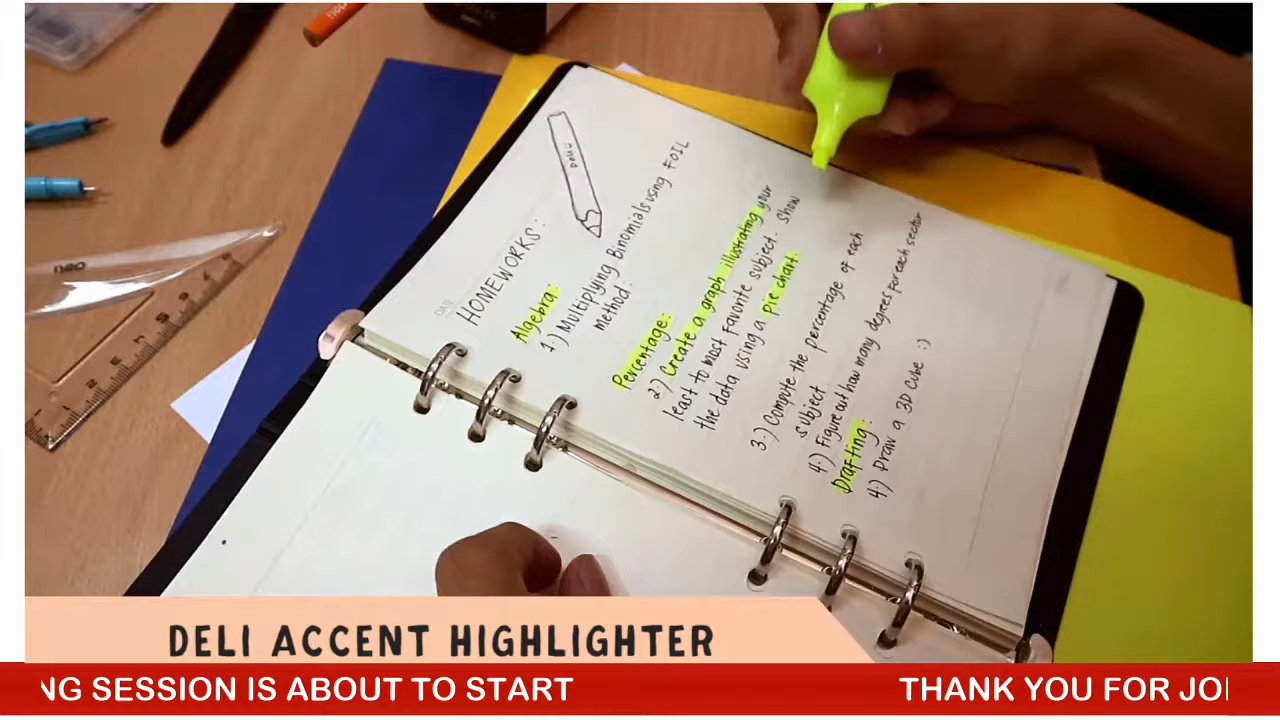 neo
neo
DATE
HOMEWORKS:
Algebra:
1.) Multiplying Binomials using FOIL
method.
Percentage:
2.) Create a graph illustrating your
least to most favorite subject. Show
the data using a pie chart.
3.) Compute the percentage of each
subject
4.) Figure out how many degrees for each sector
Drafting:
4.) Draw a 3D Cube :)
DELI ACCENT HIGHLIGHTER
NG SESSION IS ABOUT TO START
THANK YOU FOR JOI